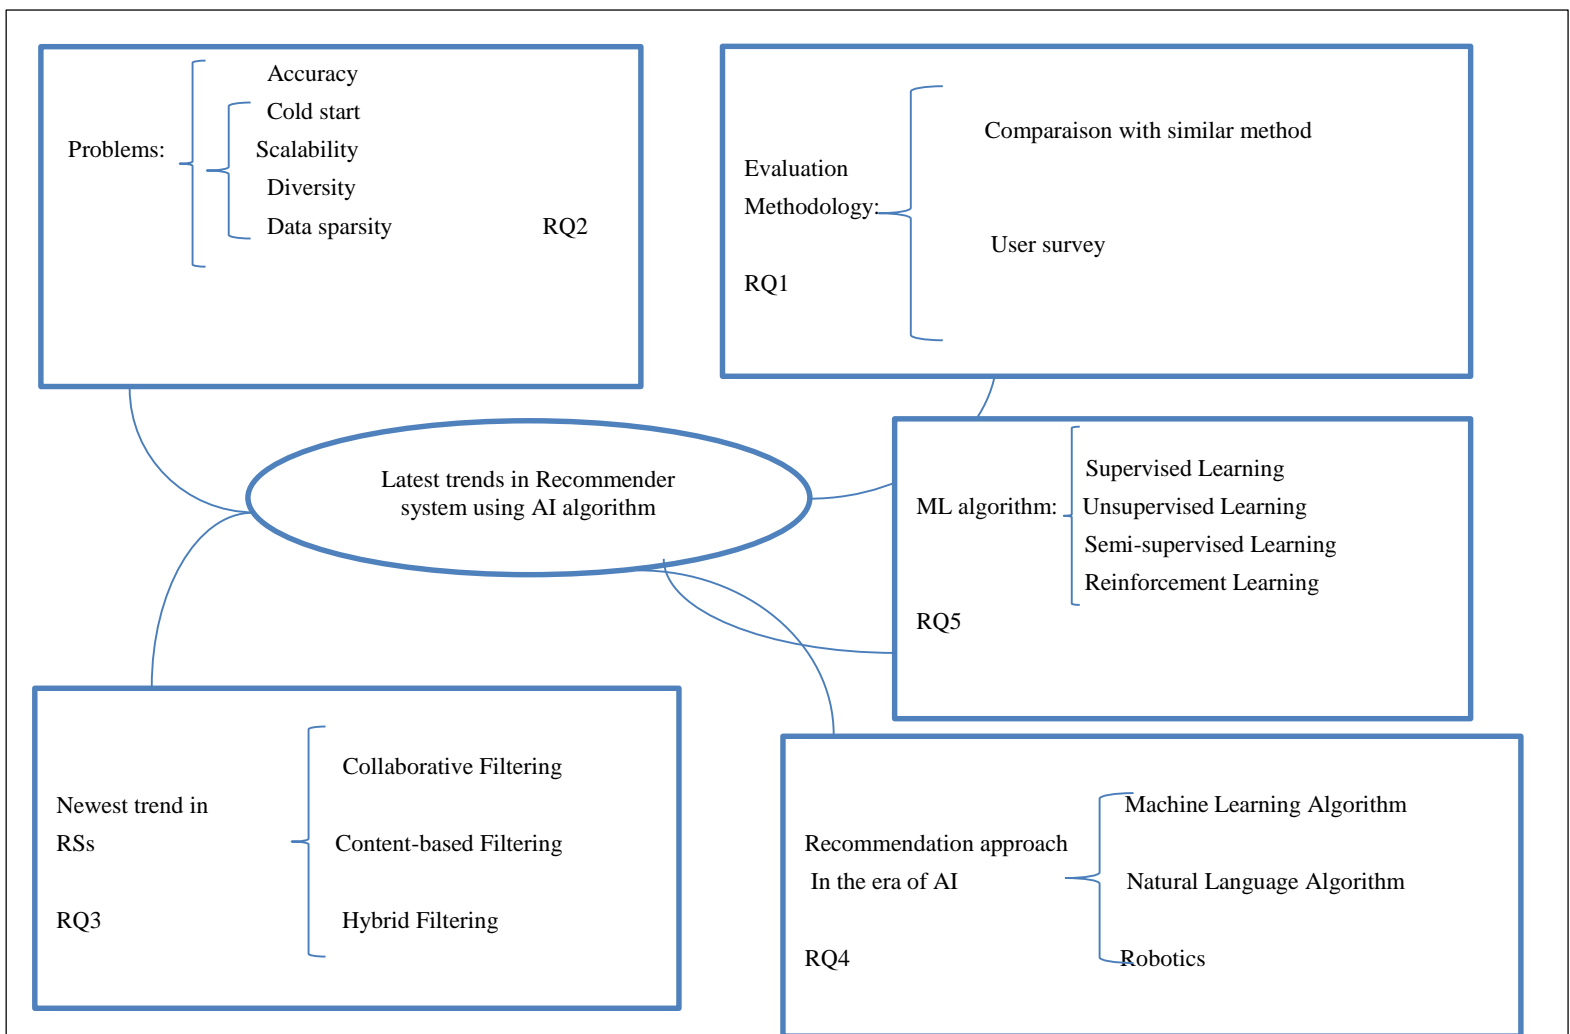 Accuracy
Cold start
Problems:
Scalability
Diversity
Data sparsity
RQ2
Comparaison with similar method
Evaluation
Methodology:
User survey
RQ1
Latest trends in Recommender
system using AI algorithm
Supervised Learning
ML algorithm:
Unsupervised Learning
Semi-supervised Learning
Reinforcement Learning
RQ5
Collaborative Filtering
Newest trend in
RSs
Content-based Filtering
RQ3
Hybrid Filtering
Machine Learning Algorithm
Recommendation approach
In the era of AI
Natural Language Algorithm
RQ4
Robotics